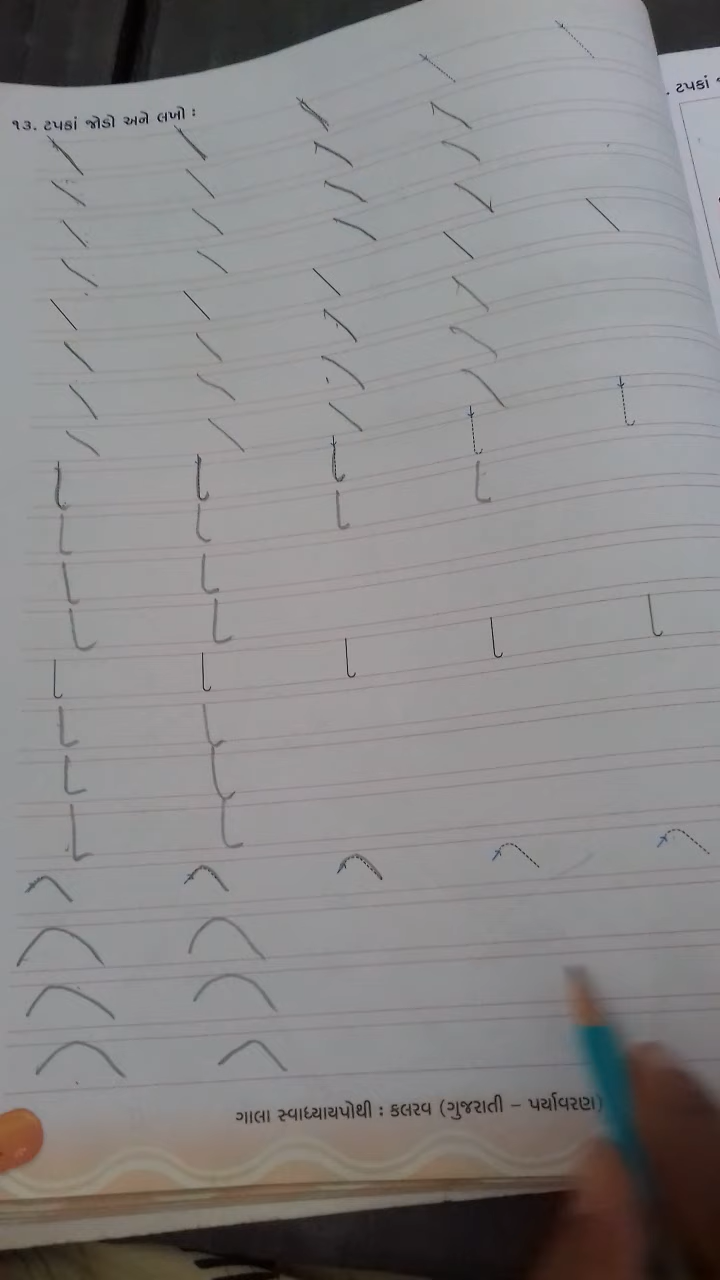 ૧૩. ટપકાં જોડો અને લખો :
. ટપકાં
ગાલા સ્વાધ્યાયપોથી : કલરવ (ગુજરાતી – પર્યાવરણ)